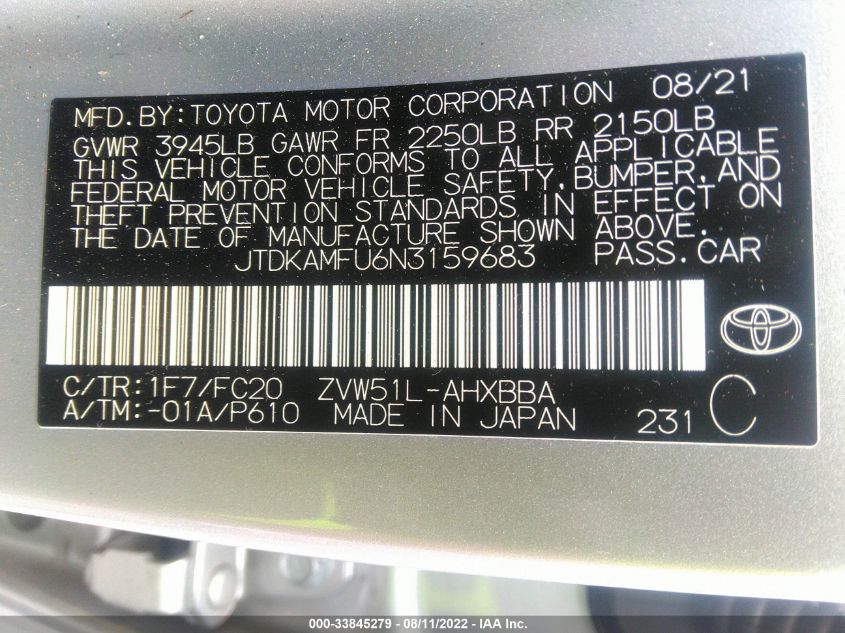 MFD.BY:TOYOTA MOTOR CORPORATION 08/21
GVWR 3945LB GAWR FR 2250LB RR 2150LB
THIS VEHICLE CONFORMS TO ALL APPLICABLE
FEDERAL MOTOR VEHICLE SAFETY,BUMPER,AND
THEFT PREVENTION STANDARDS IN EFFECT ON
THE DATE OF MANUFACTURE SHOWN ABOVE.
JTDKAMFU6N3159683 PASS.CAR
C/TR:1F7/FC20 ZVW51L-AHXBBA
A/TM:-01A/P610 MADE IN JAPAN 231 C
000-33845279 - 08/11/2022 - IAA Inc.